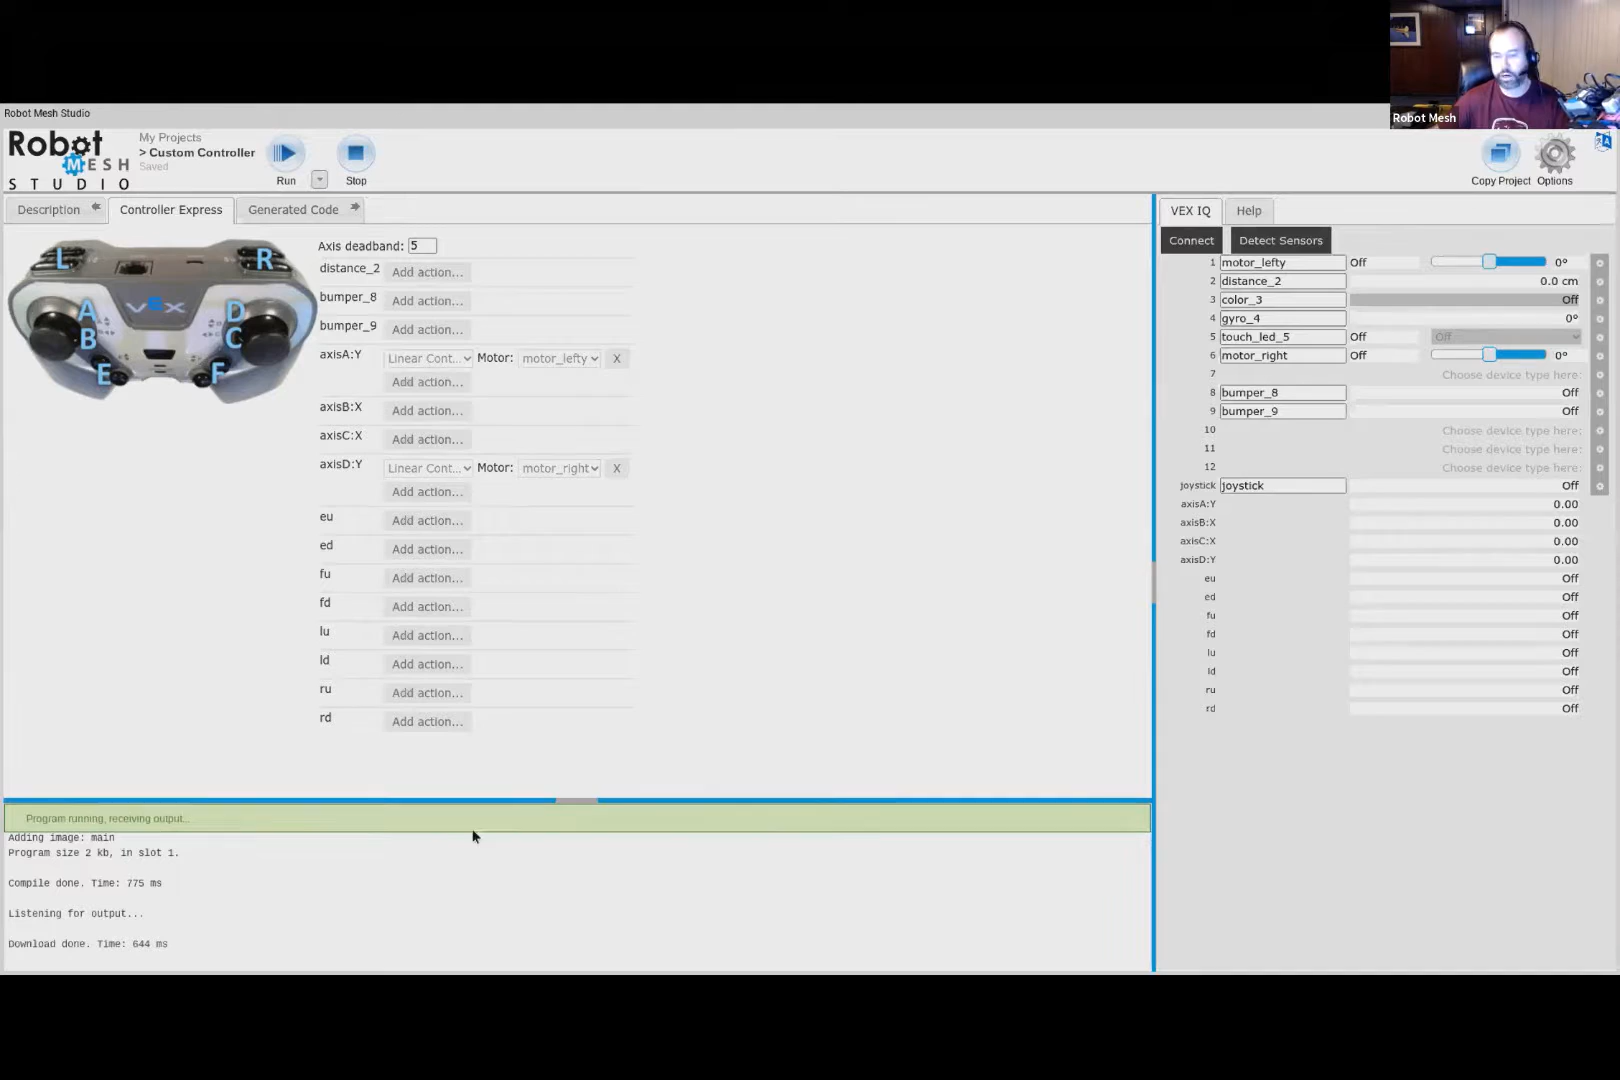 Robot Mesh
Robot Mesh Studio
Robot
MESH
STUDIO
My Projects
> Custom Controller
Saved
Run
Stop
Copy Project
Options
Description
Controller Express
Generated Code
VEX IQ
Help
Connect
Detect Sensors
L
R
A
B
C
D
E
F
VEX
Axis deadband: 5
distance_2 Add action...
bumper_8 Add action...
bumper_9 Add action...
axisA:Y Linear Cont... Motor: motor_lefty X
Add action...
axisB:X Add action...
axisC:X Add action...
axisD:Y Linear Cont... Motor: motor_right X
Add action...
eu Add action...
ed Add action...
fu Add action...
fd Add action...
lu Add action...
ld Add action...
ru Add action...
rd Add action...
1 motor_lefty Off 0°
2 distance_2 0.0 cm
3 color_3 Off
4 gyro_4 0°
5 touch_led_5 Off Off
6 motor_right Off 0°
7 Choose device type here:
8 bumper_8 Off
9 bumper_9 Off
10 Choose device type here:
11 Choose device type here:
12 Choose device type here:
joystick joystick Off
axisA:Y 0.00
axisB:X 0.00
axisC:X 0.00
axisD:Y 0.00
eu Off
ed Off
fu Off
fd Off
lu Off
ld Off
ru Off
rd Off
Program running, receiving output...
Adding image: main
Program size 2 kb, in slot 1.
Compile done. Time: 775 ms
Listening for output...
Download done. Time: 644 ms